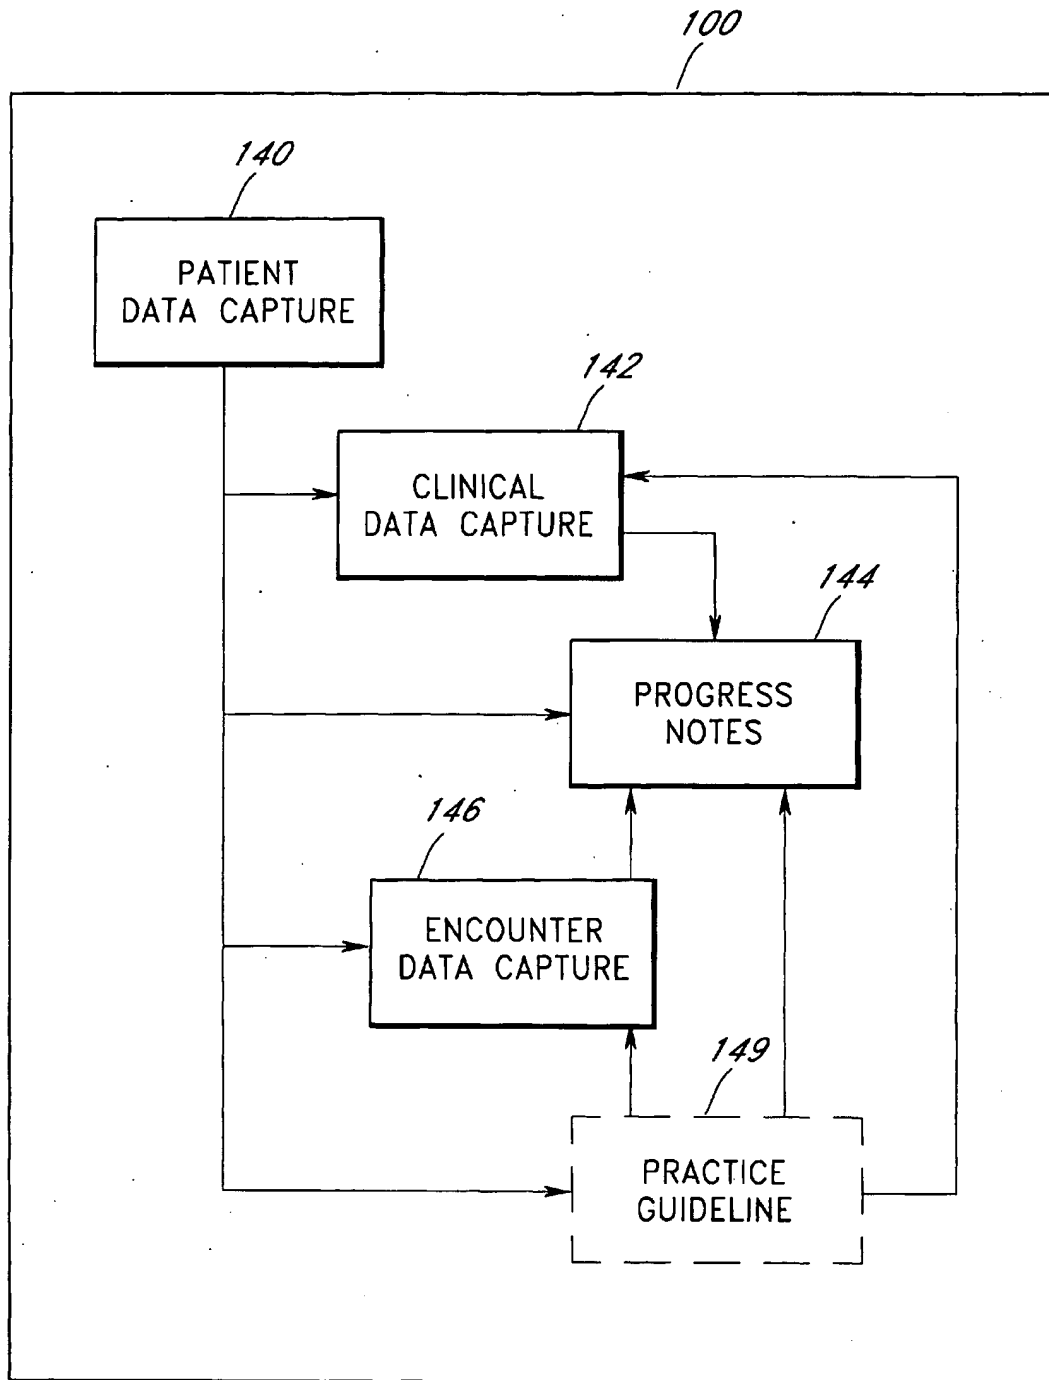 100
140
PATIENT
DATA CAPTURE
142
CLINICAL
DATA CAPTURE
144
PROGRESS
NOTES
146
ENCOUNTER
DATA CAPTURE
149
PRACTICE
GUIDELINE